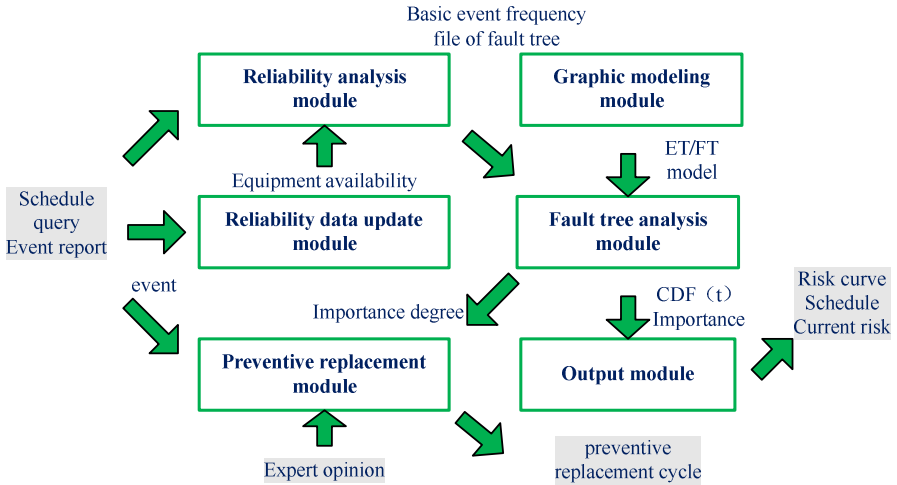 Basic event frequency
file of fault tree
Reliability analysis
module
Graphic modeling
module
ET/FT
model
Equipment availability
Schedule
query
Event report
Reliability data update
module
Fault tree analysis
module
event
Importance degree
CDF（t）
Importance
Risk curve
Schedule
Current risk
Preventive replacement
module
Output module
Expert opinion
preventive
replacement cycle